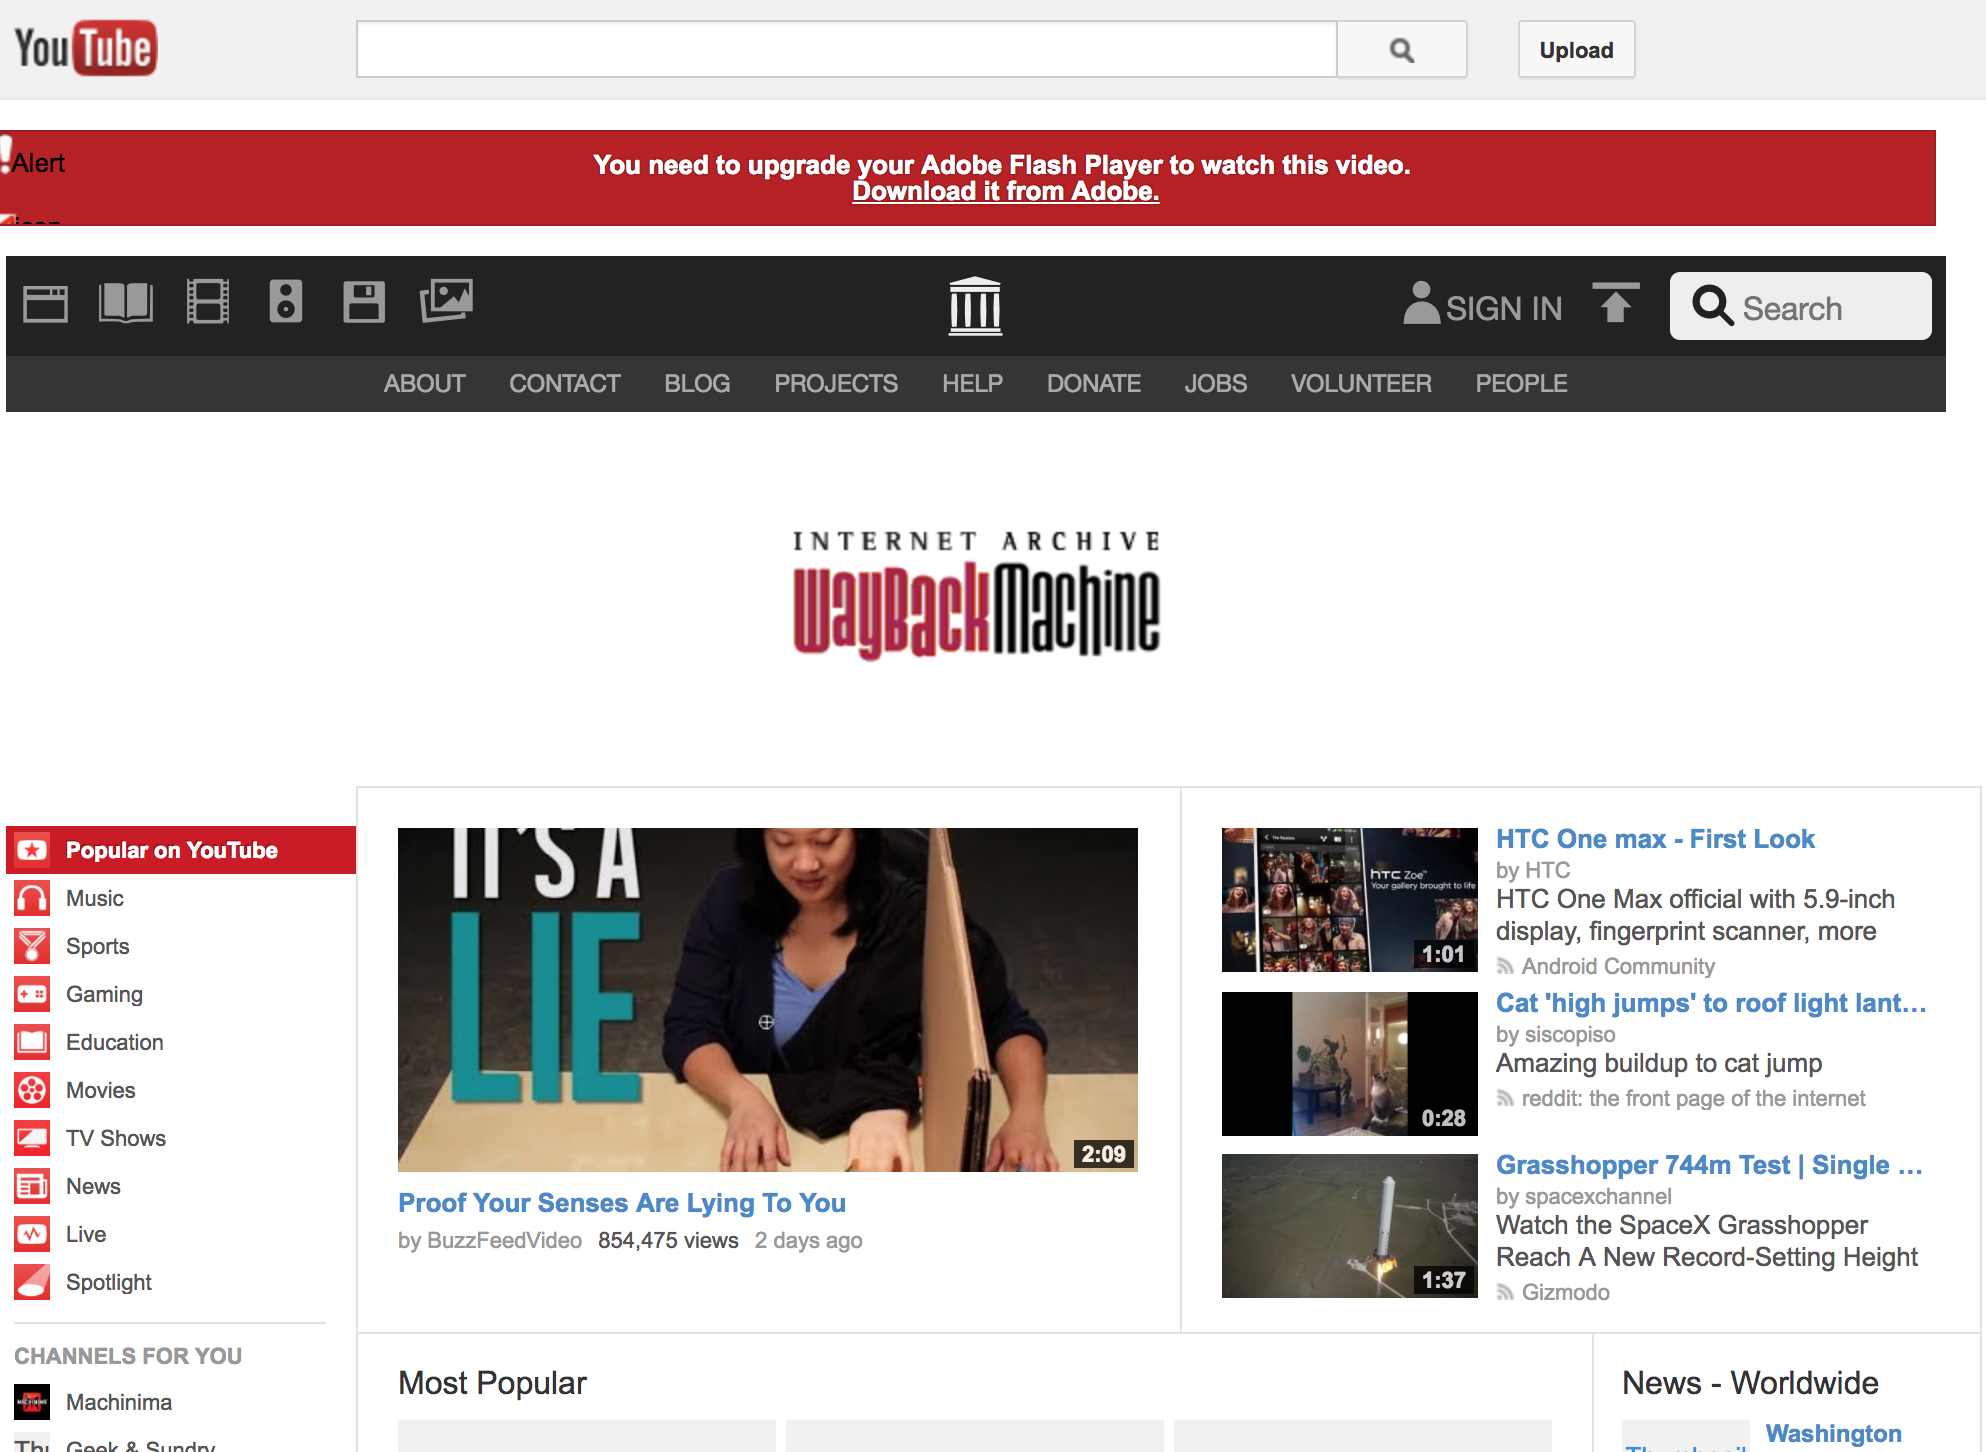 YouTube
Upload
Alert
You need to upgrade your Adobe Flash Player to watch this video.
Download it from Adobe.
icon
SIGN IN
Search
ABOUT CONTACT BLOG PROJECTS HELP DONATE JOBS VOLUNTEER PEOPLE
INTERNET ARCHIVE
WayBackMachine
Popular on YouTube
Music
Sports
Gaming
Education
Movies
TV Shows
News
Live
Spotlight
CHANNELS FOR YOU
Machinima
Geek & Sundry
IT'S A
LIE
2:09
Proof Your Senses Are Lying To You
by BuzzFeedVideo 854,475 views 2 days ago
hTC Zoe™
Your gallery brought to life
1:01
HTC One max - First Look
by HTC
HTC One Max official with 5.9-inch
display, fingerprint scanner, more
Android Community
0:28
Cat 'high jumps' to roof light lant...
by siscopiso
Amazing buildup to cat jump
reddit: the front page of the internet
1:37
Grasshopper 744m Test | Single ...
by spacexchannel
Watch the SpaceX Grasshopper
Reach A New Record-Setting Height
Gizmodo
Most Popular
News - Worldwide
Washington